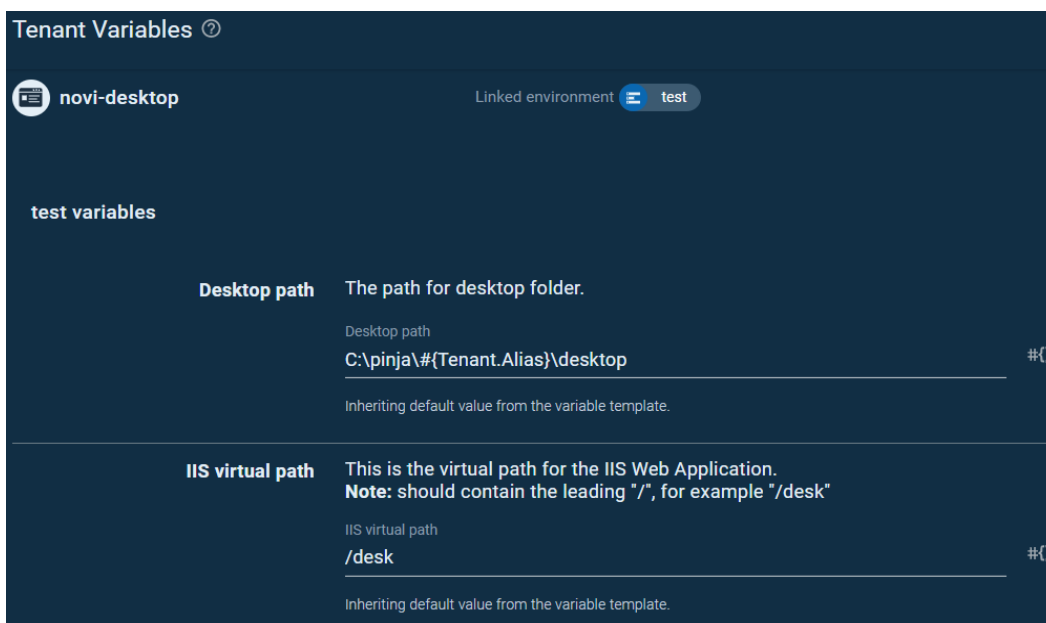 Tenant Variables
novi-desktop
Linked environment test
test variables
Desktop path
The path for desktop folder.
Desktop path
C:\pinja\#{Tenant.Alias}\desktop
#{
Inheriting default value from the variable template.
IIS virtual path
This is the virtual path for the IIS Web Application.
Note: should contain the leading "/", for example "/desk"
IIS virtual path
/desk
#{
Inheriting default value from the variable template.